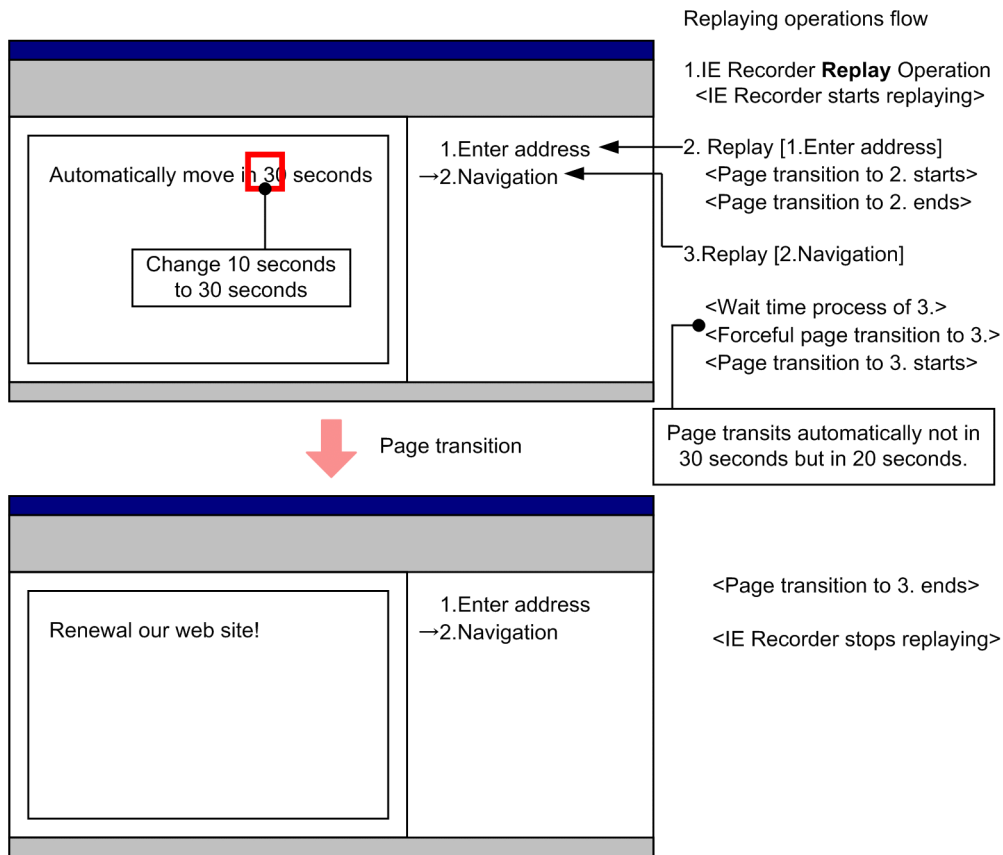 Replaying operations flow
1.IE Recorder Replay Operation
<IE Recorder starts replaying>
Automatically move in 30 seconds
Change 10 seconds
to 30 seconds
1.Enter address
→2.Navigation
2. Replay [1.Enter address]
<Page transition to 2. starts>
<Page transition to 2. ends>
3.Replay [2.Navigation]
<Wait time process of 3.>
<Forceful page transition to 3.>
<Page transition to 3. starts>
Page transits automatically not in
30 seconds but in 20 seconds.
Page transition
Renewal our web site!
1.Enter address
→2.Navigation
<Page transition to 3. ends>
<IE Recorder stops replaying>